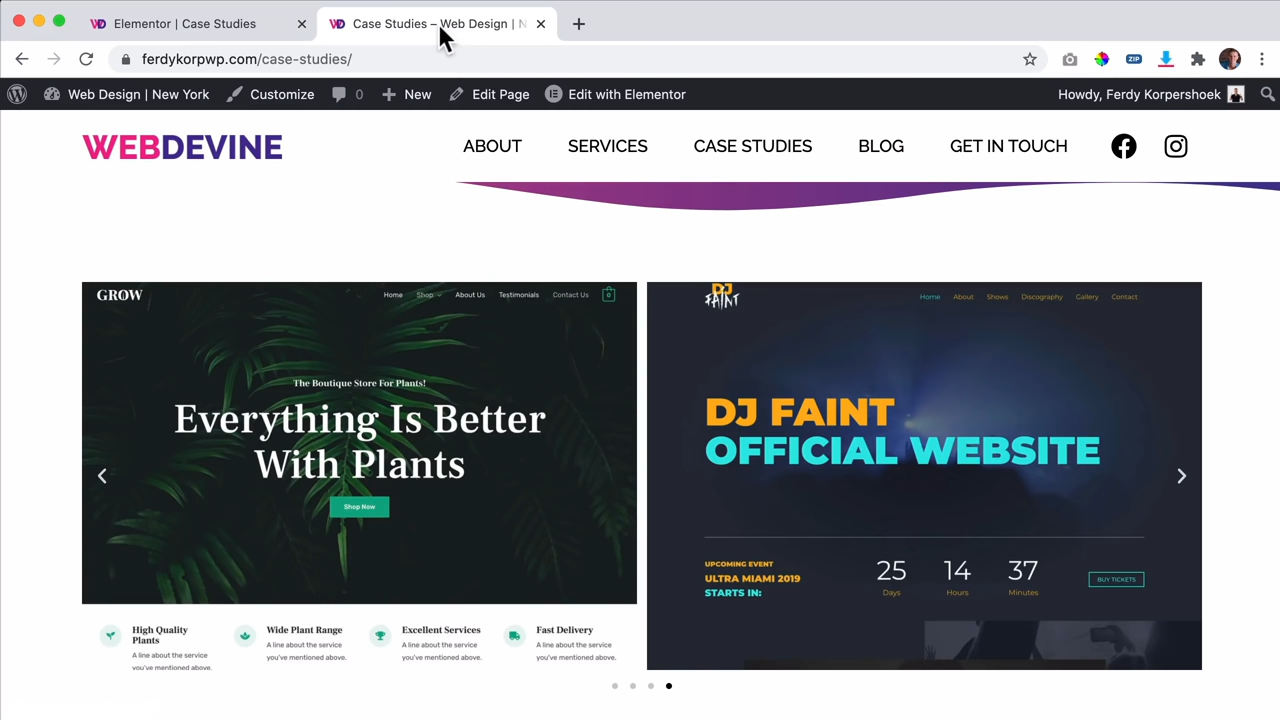 Elementor | Case Studies
Case Studies – Web Design | N
ferdykorpwp.com/case-studies/
ZIP
Web Design | New York
Customize
0
New
Edit Page
Edit with Elementor
Howdy, Ferdy Korpershoek
WEBDEVINE
ABOUT
SERVICES
CASE STUDIES
BLOG
GET IN TOUCH
GROW
Home
Shop
About Us
Testimonials
Contact Us
0
The Boutique Store For Plants!
Everything Is Better
With Plants
Shop Now
High Quality
Plants
A line about the service
you've mentioned above.
Wide Plant Range
A line about the service
you've mentioned above.
Excellent Services
A line about the service
you've mentioned above.
Fast Delivery
A line about the service
you've mentioned above.
DJ
FAINT
Home
About
Shows
Discography
Gallery
Contact
DJ FAINT
OFFICIAL WEBSITE
UPCOMING EVENT
ULTRA MIAMI 2019
STARTS IN:
25
Days
14
Hours
37
Minutes
BUY TICKETS